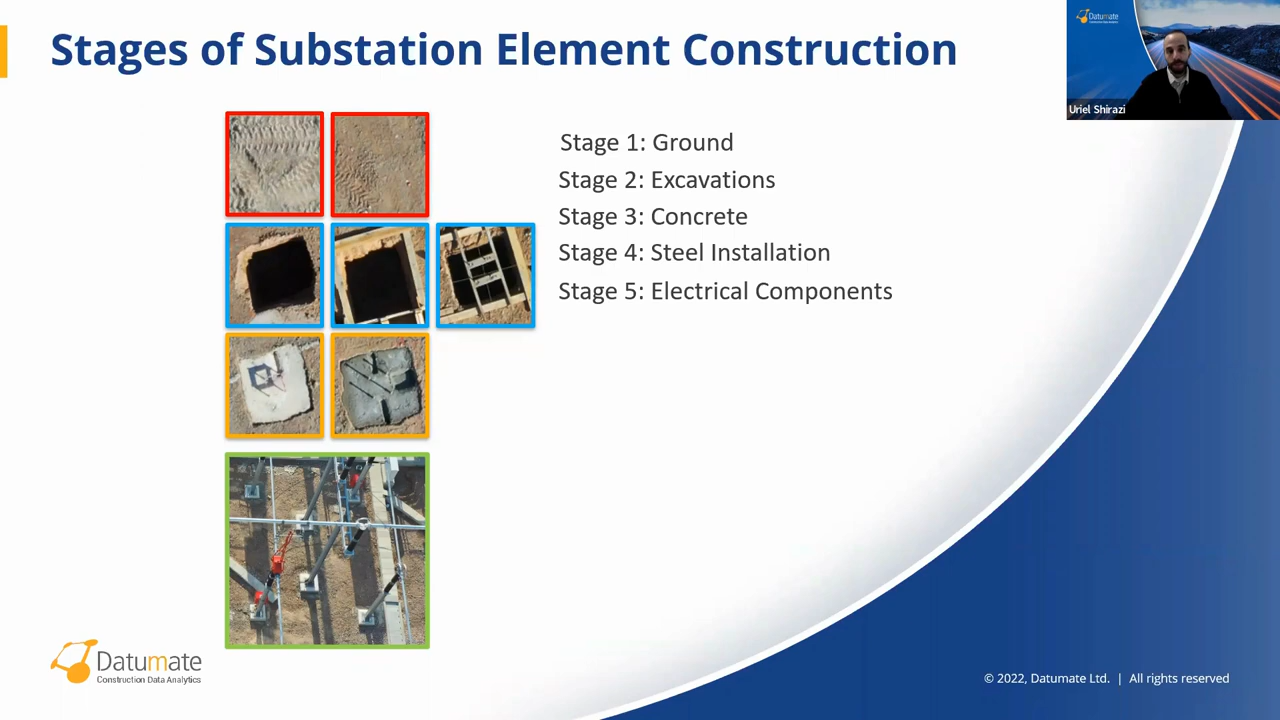 Stages of Substation Element Construction
Datumate
Uriel Shirazi
Stage 1: Ground
Stage 2: Excavations
Stage 3: Concrete
Stage 4: Steel Installation
Stage 5: Electrical Components
Datumate
Construction Data Analytics
© 2022, Datumate Ltd. | All rights reserved